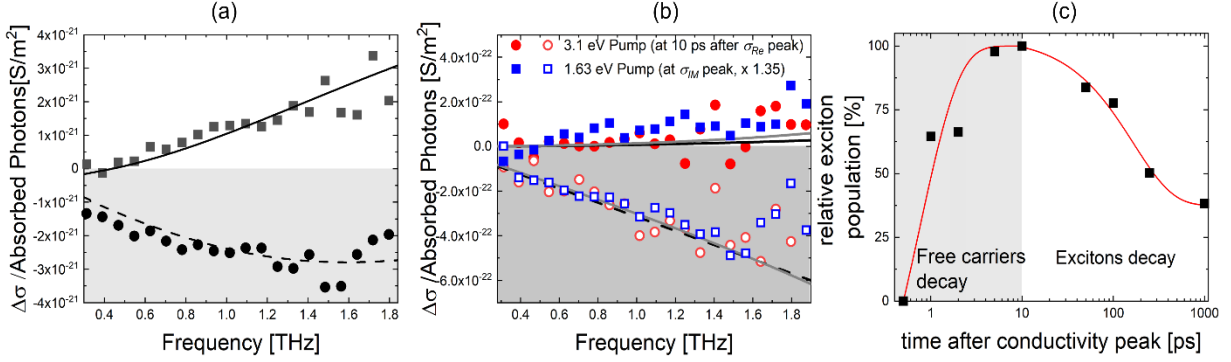 (a)
Δσ /Absorbed Photons[S/m²]
4x10⁻²¹
3x10⁻²¹
2x10⁻²¹
1x10⁻²¹
0
-1x10⁻²¹
-2x10⁻²¹
-3x10⁻²¹
-4x10⁻²¹
0.4 0.6 0.8 1.0 1.2 1.4 1.6 1.8
Frequency [THz]
(b)
Δσ /Absorbed Photons [S/m²]
3.1 eV Pump (at 10 ps after σRe peak)
1.63 eV Pump (at σIM peak, x 1.35)
4.0x10⁻²²
2.0x10⁻²²
0.0
-2.0x10⁻²²
-4.0x10⁻²²
-6.0x10⁻²²
0.4 0.6 0.8 1.0 1.2 1.4 1.6 1.8
Frequency [THz]
(c)
relative exciton
population [%]
100
75
50
25
0
Free carriers
decay
Excitons decay
1 10 100 1000
time after conductivity peak [ps]